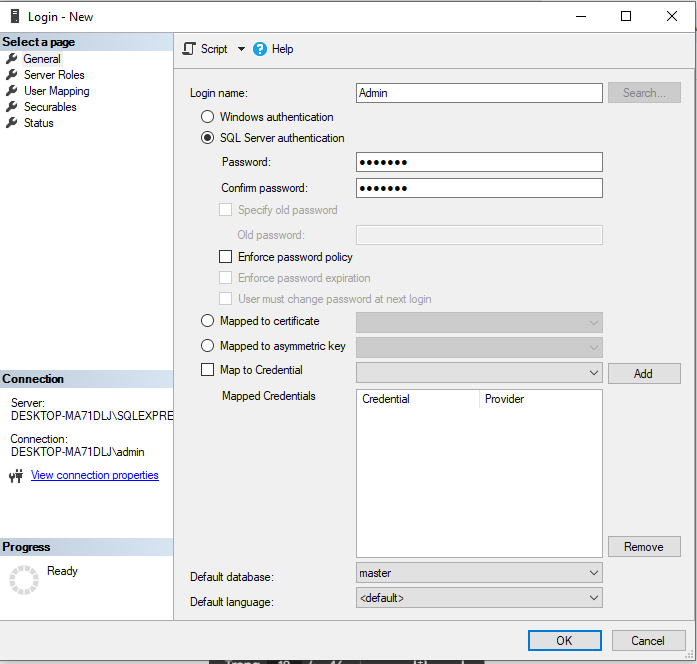 Login - New
Select a page
General
Server Roles
User Mapping
Securables
Status
Script
Help
Login name:
Admin
Search...
Windows authentication
SQL Server authentication
Password:
●●●●●●●
Confirm password:
●●●●●●●
Specify old password
Old password:
Enforce password policy
Enforce password expiration
User must change password at next login
Mapped to certificate
Mapped to asymmetric key
Map to Credential
Add
Mapped Credentials
Credential Provider
Remove
Default database:
master
Default language:
<default>
Connection
Server:
DESKTOP-MA71DLJ\SQLEXPRE
Connection:
DESKTOP-MA71DLJ\admin
View connection properties
Progress
Ready
OK
Cancel